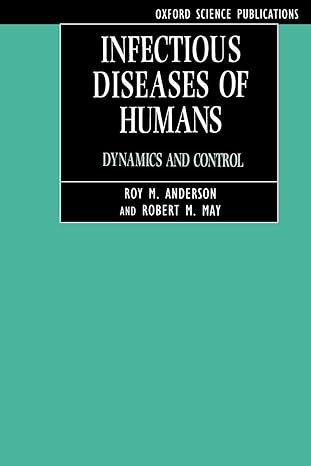 OXFORD SCIENCE PUBLICATIONS
INFECTIOUS
DISEASES OF
HUMANS
DYNAMICS AND CONTROL
ROY M. ANDERSON
AND ROBERT M. MAY